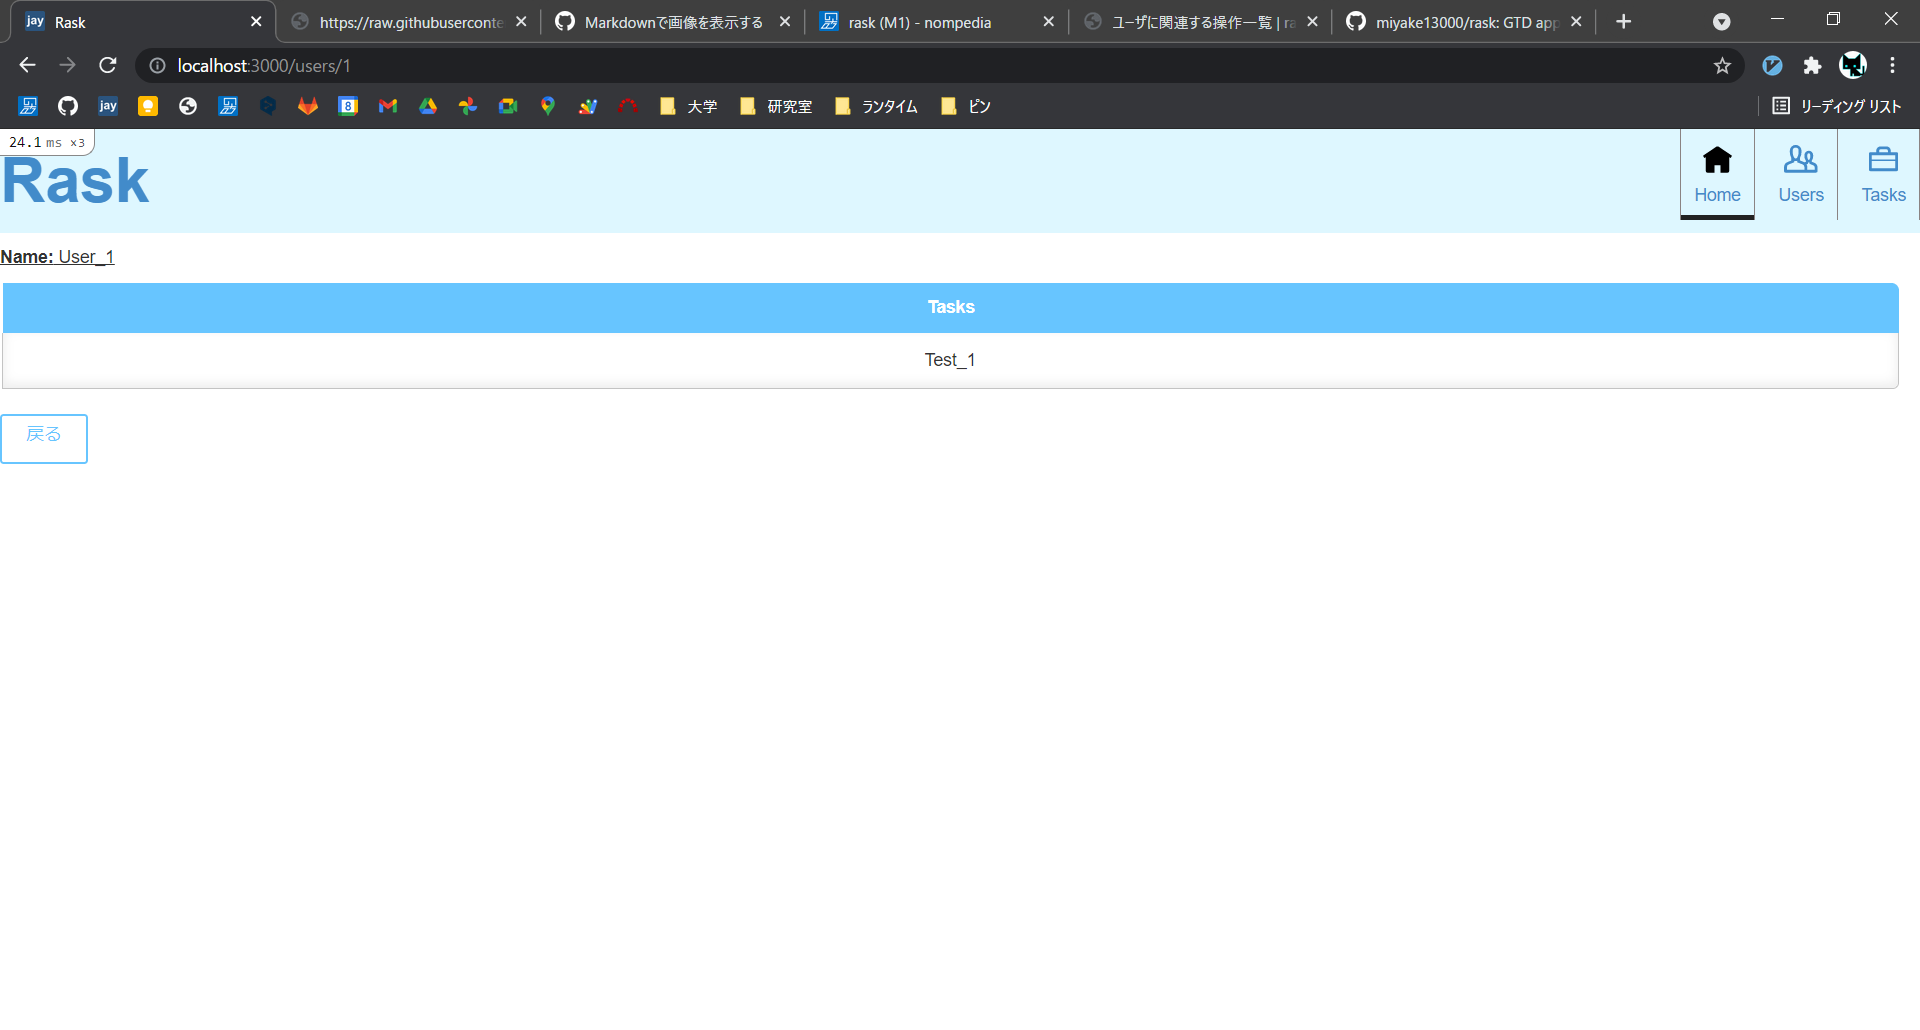 jay Rask
https://raw.githubuserconte
Markdownで画像を表示する
rask (M1) - nompedia
ユーザに関連する操作一覧 | ra
miyake13000/rask: GTD app
localhost:3000/users/1
jay
8
大学
研究室
ランタイム
ピン
リーディング リスト
24.1 ms ×3
Rask
Home
Users
Tasks
Name: User_1
Tasks
Test_1
戻る